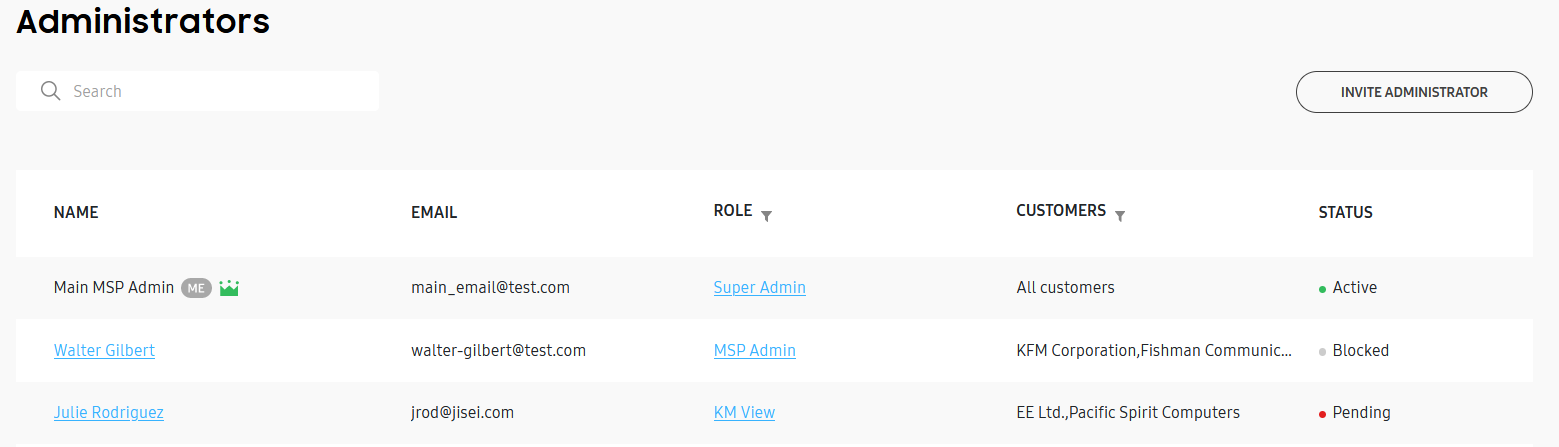 Administrators
Search
INVITE ADMINISTRATOR
NAME EMAIL ROLE CUSTOMERS STATUS
Main MSP Admin ME main_email@test.com Super Admin All customers Active
Walter Gilbert walter-gilbert@test.com MSP Admin KFM Corporation,Fishman Communic... Blocked
Julie Rodriguez jrod@jisei.com KM View EE Ltd.,Pacific Spirit Computers Pending